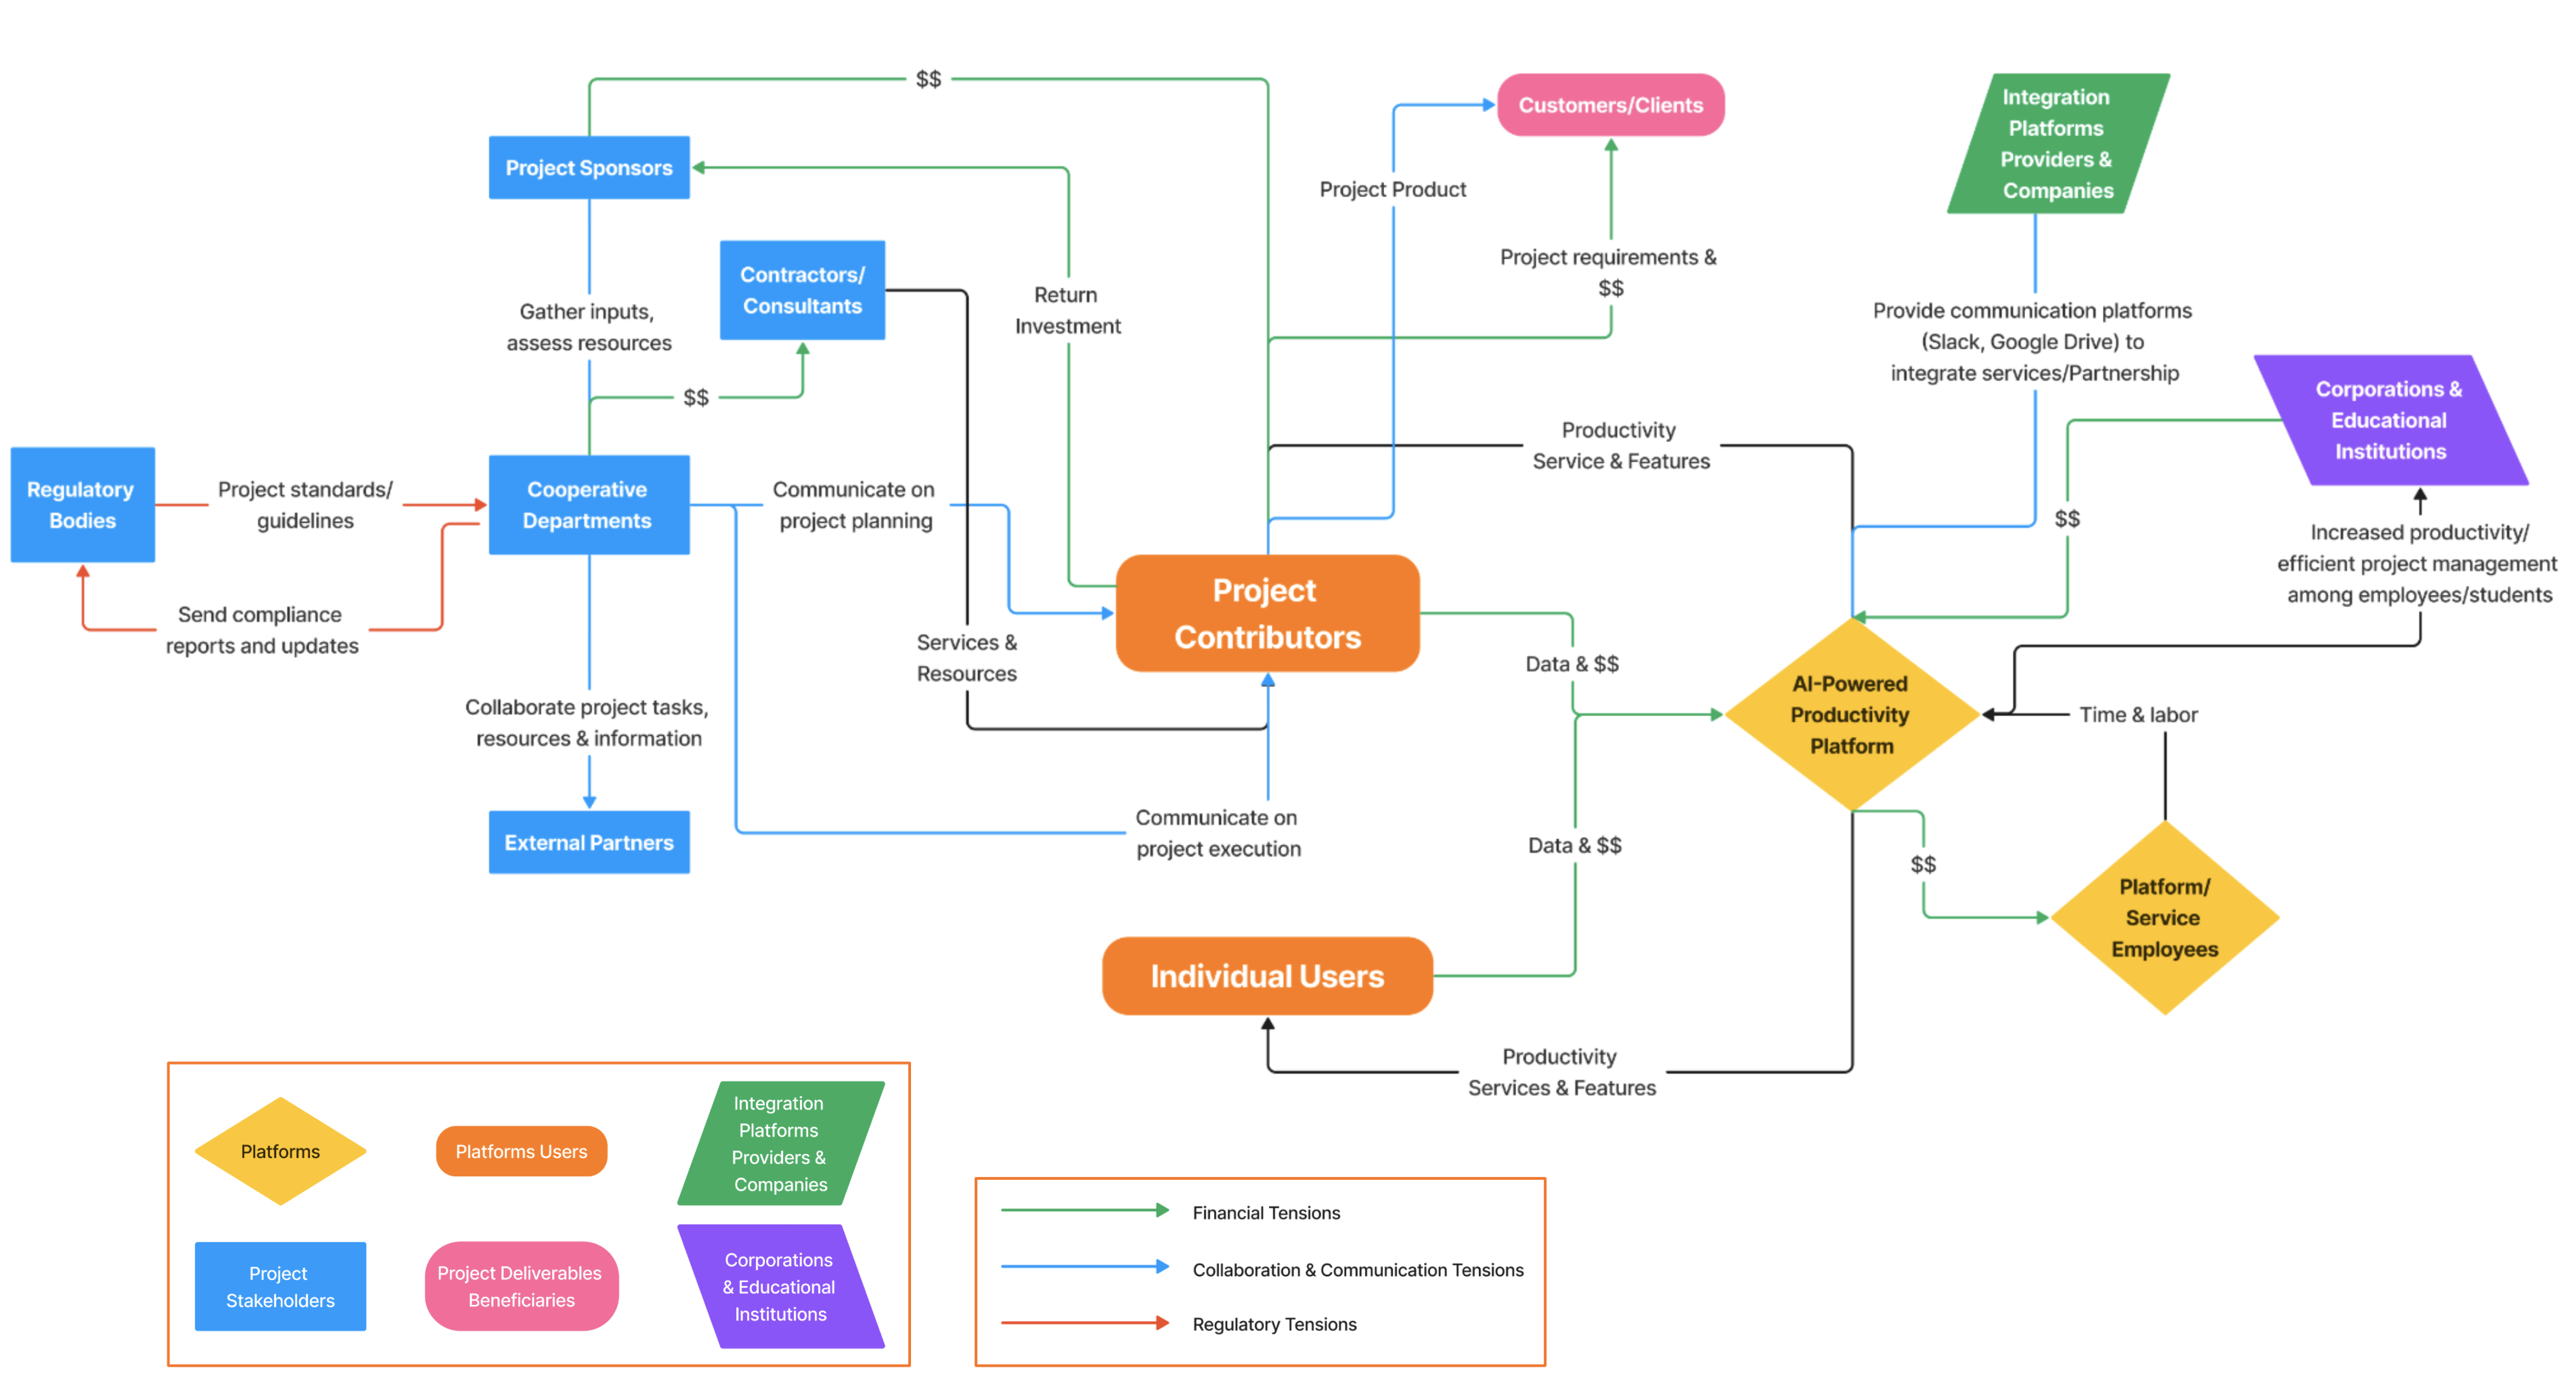 $$
Project Sponsors
Customers/Clients
Integration
Platforms
Providers &
Companies
Project Product
Contractors/
Consultants
Return
Investment
Project requirements &
$$
Gather inputs,
assess resources
Provide communication platforms
(Slack, Google Drive) to
integrate services/Partnership
$$
Corporations &
Educational
Institutions
Productivity
Service & Features
Regulatory
Bodies
Project standards/
guidelines
Cooperative
Departments
Communicate on
project planning
$$
Increased productivity/
efficient project management
among employees/students
Project
Contributors
Send compliance
reports and updates
Services &
Resources
Data & $$
Collaborate project tasks,
resources & information
AI-Powered
Productivity
Platform
Time & labor
External Partners
Communicate on
project execution
Data & $$
$$
Platform/
Service
Employees
Individual Users
Productivity
Services & Features
Platforms
Platforms Users
Integration
Platforms
Providers &
Companies
Project
Stakeholders
Project Deliverables
Beneficiaries
Corporations
& Educational
Institutions
Financial Tensions
Collaboration & Communication Tensions
Regulatory Tensions